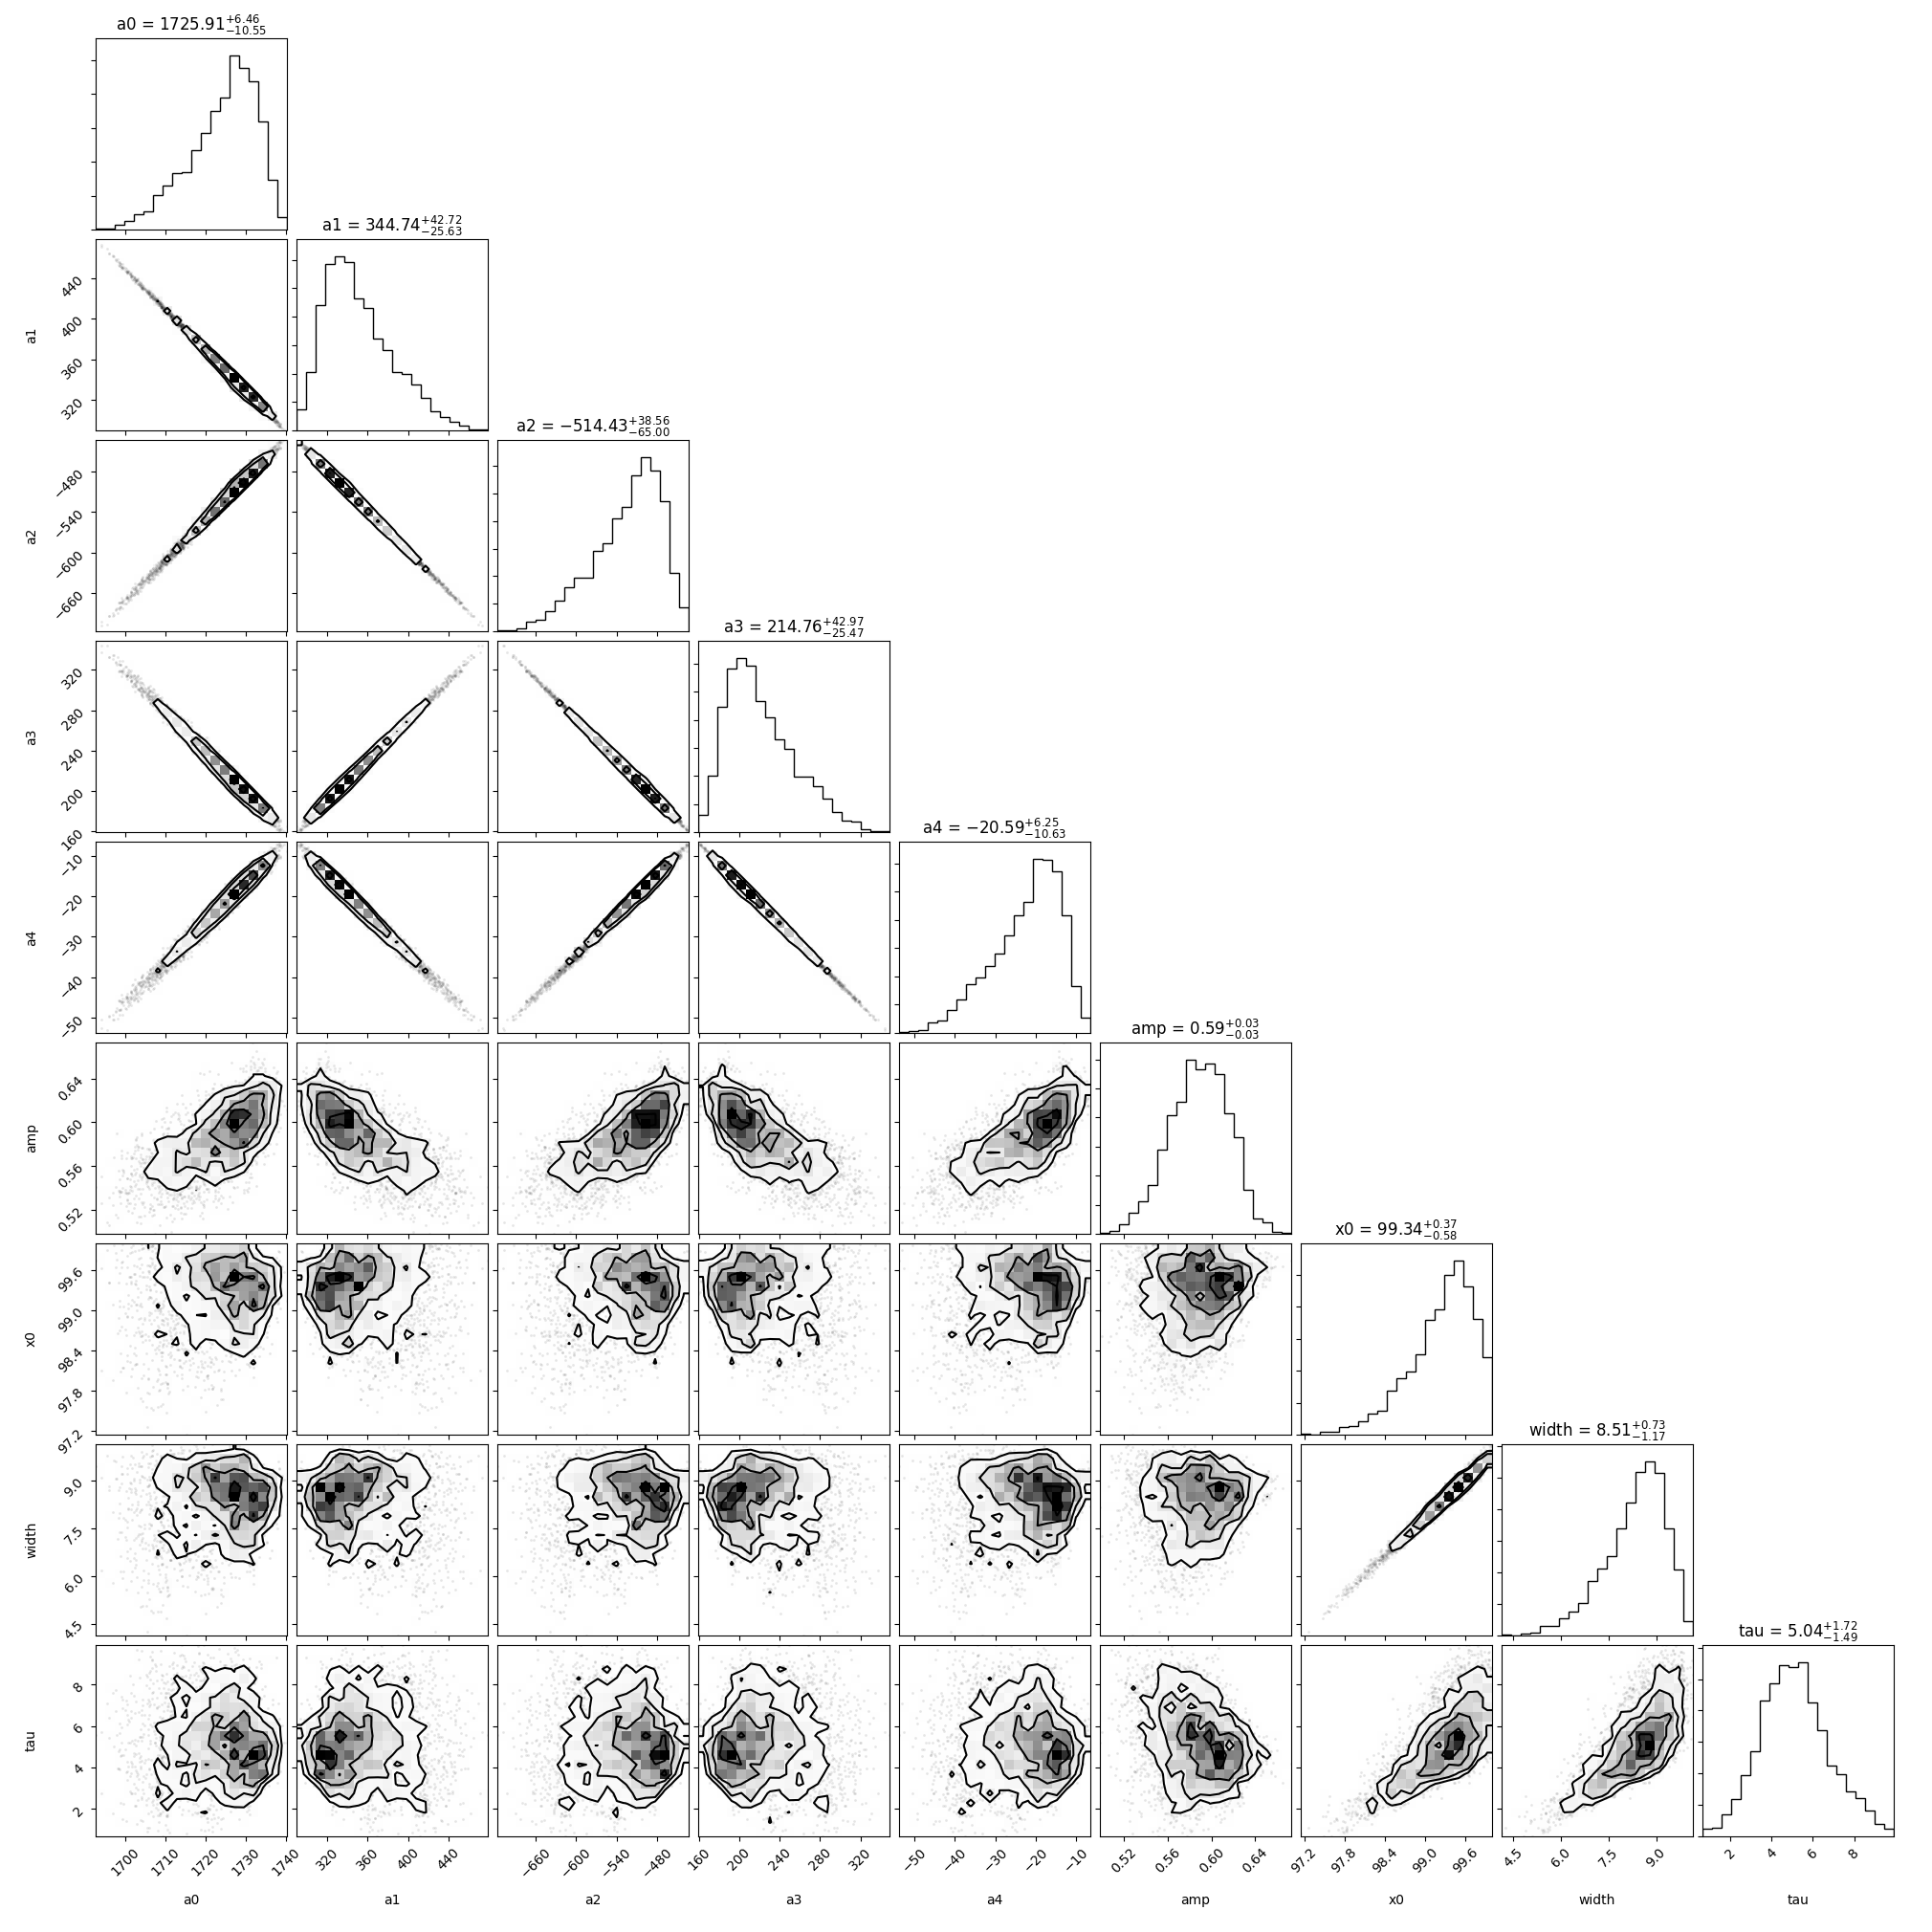 a0 = 1725.91 +6.46 −10.55
a1 = 344.74 +42.72 −25.63
440
400
360
320
a1
a2 = −514.43 +38.56 −65.00
−480
−540
−600
−660
a2
a3 = 214.76 +42.97 −25.47
320
280
240
200
160
a3
a4 = −20.59 +6.25 −10.63
−10
−20
−30
−40
−50
a4
amp = 0.59 +0.03 −0.03
0.64
0.60
0.56
0.52
amp
x0 = 99.34 +0.37 −0.58
99.6
99.0
98.4
97.8
97.2
x0
width = 8.51 +0.73 −1.17
9.0
7.5
6.0
4.5
width
tau = 5.04 +1.72 −1.49
8
6
4
2
tau
1700 1710 1720 1730 1740 320 360 400 440 −660 −600 −540 −480 160 200 240 280 320 −50 −40 −30 −20 −10 0.52 0.56 0.60 0.64 97.2 97.8 98.4 99.0 99.6 4.5 6.0 7.5 9.0 2 4 6 8
a0 a1 a2 a3 a4 amp x0 width tau